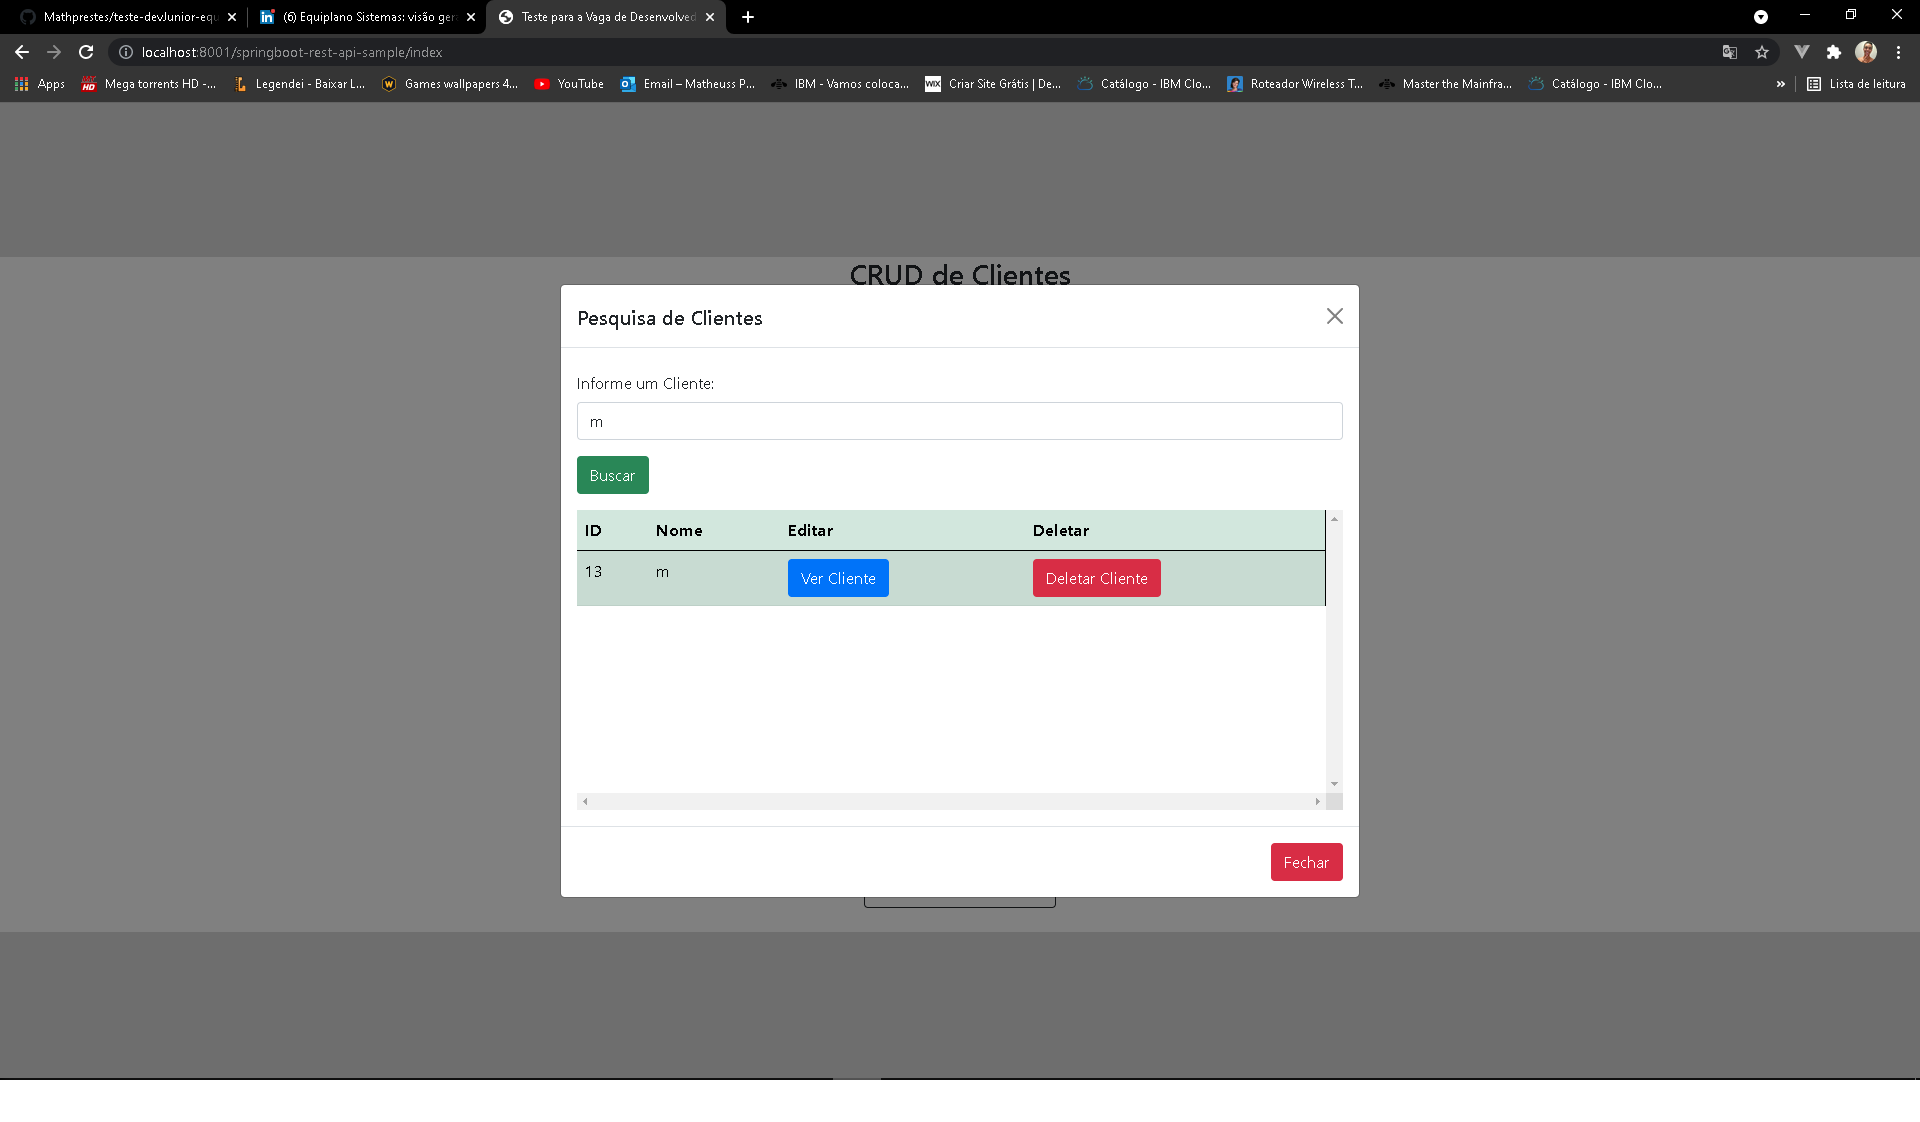 Mathprestes/teste-devJunior-equ
(6) Equiplano Sistemas: visão ger
Teste para a Vaga de Desenvolved
localhost:8001/springboot-rest-api-sample/index
Apps
Mega torrents HD -...
Legendei - Baixar L...
Games wallpapers 4...
YouTube
Email – Matheuss P...
IBM - Vamos coloca...
WIX
Criar Site Grátis | De...
Catálogo - IBM Clo...
Roteador Wireless T...
Master the Mainfra...
Catálogo - IBM Clo...
»
Lista de leitura
CRUD de Clientes
Pesquisa de Clientes
Informe um Cliente:
m
Buscar
ID Nome Editar Deletar
13 m Ver Cliente Deletar Cliente
Fechar